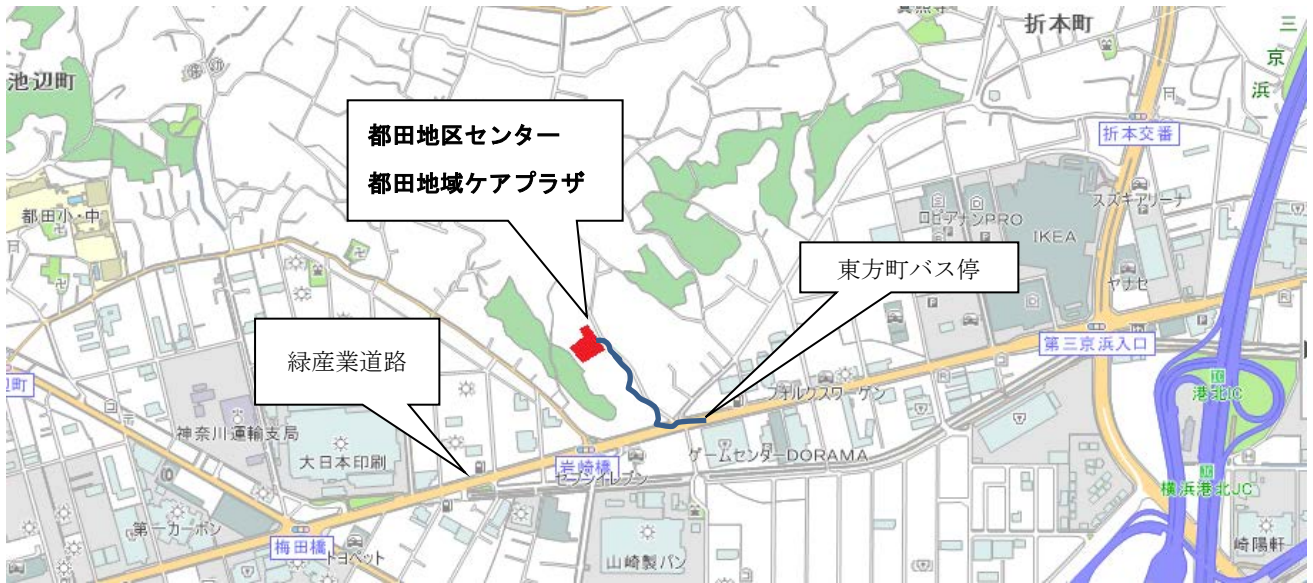 折本町
三
京
浜
池辺町
都田地区センター
都田地域ケアプラザ
折本交番
都田小・中
ロピアナンPRO
スズキアリーナ
IKEA
東方町バス停
ヤナセ
緑産業道路
第三京浜入口
フォルクスワーゲン
港北IC
神奈川運輸支局
大日本印刷
岩崎橋
セブンイレブン
ゲームセンターDORAMA
横浜港北JC
第一カーボン
梅田橋
トヨペット
山崎製パン
崎陽軒